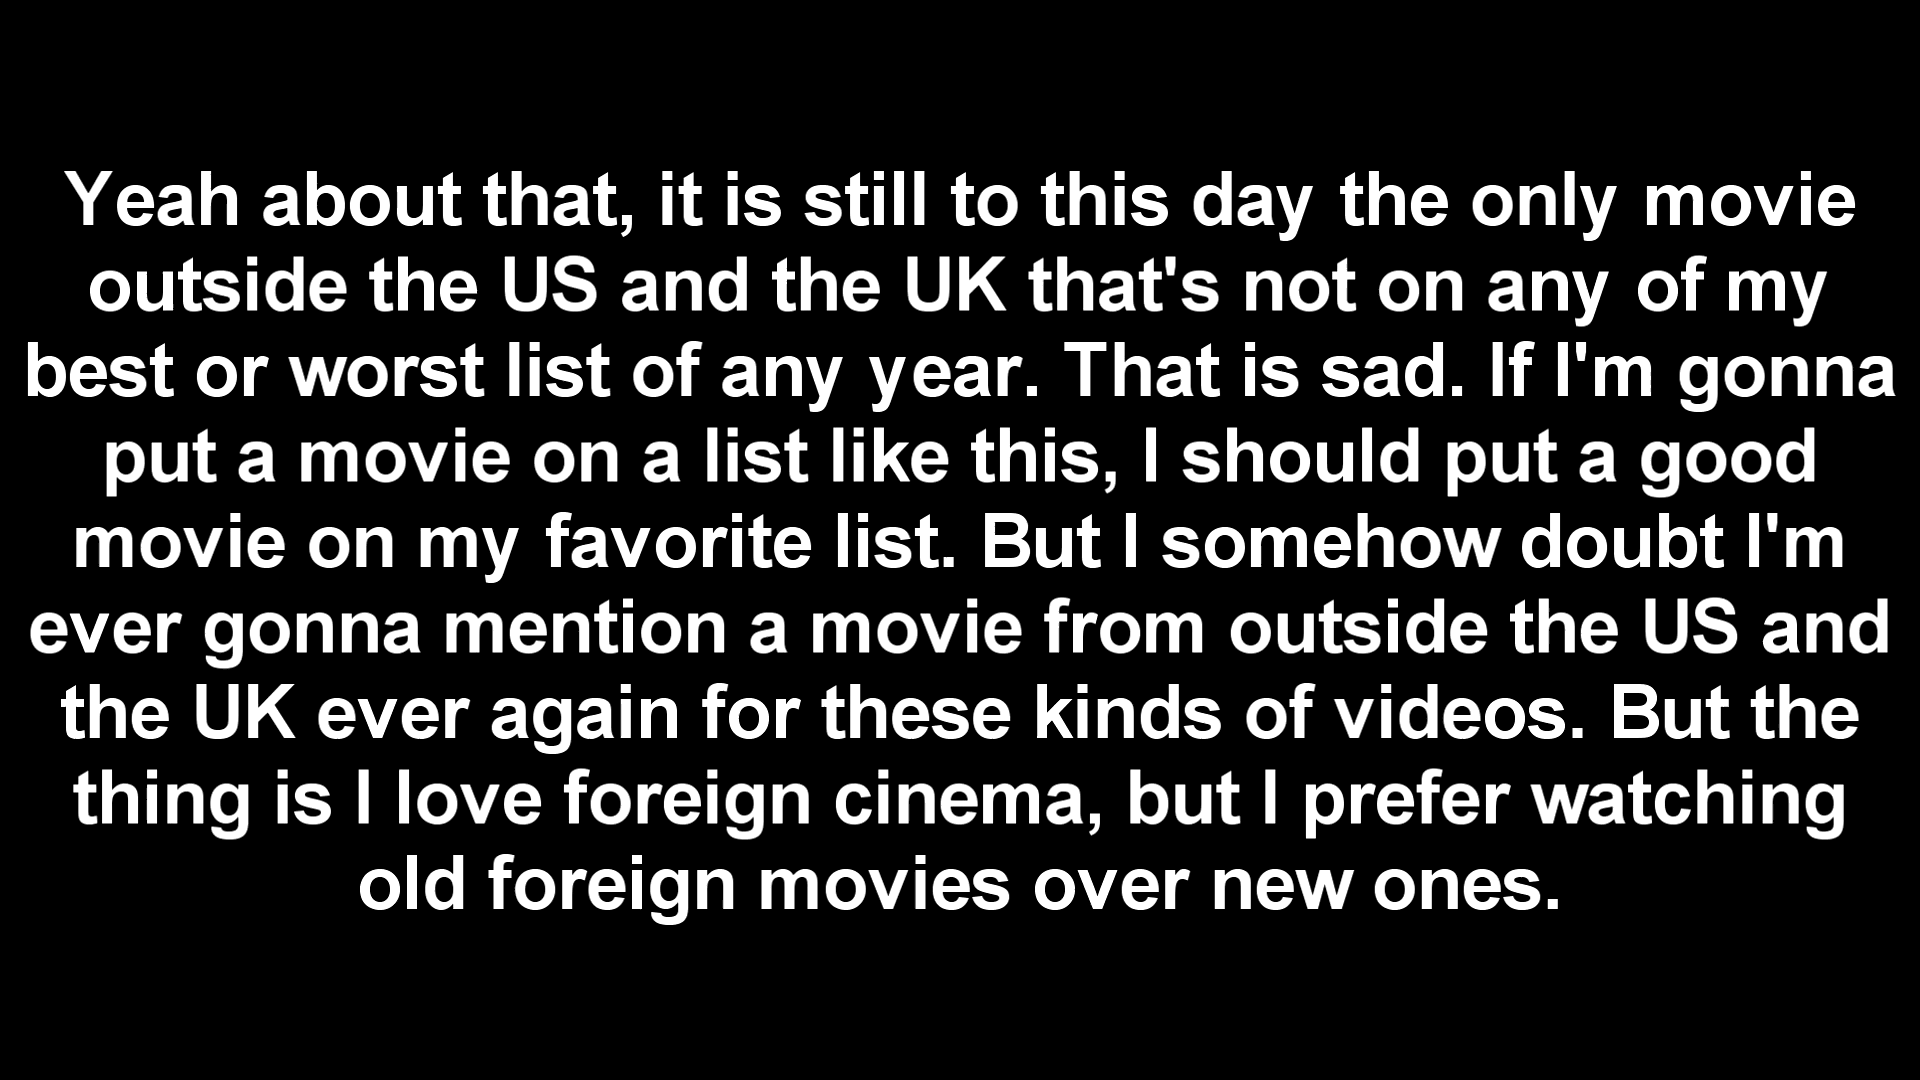 Yeah about that, it is still to this day the only movie
outside the US and the UK that's not on any of my
best or worst list of any year. That is sad. If I'm gonna
put a movie on a list like this, I should put a good
movie on my favorite list. But I somehow doubt I'm
ever gonna mention a movie from outside the US and
the UK ever again for these kinds of videos. But the
thing is I love foreign cinema, but I prefer watching
old foreign movies over new ones.